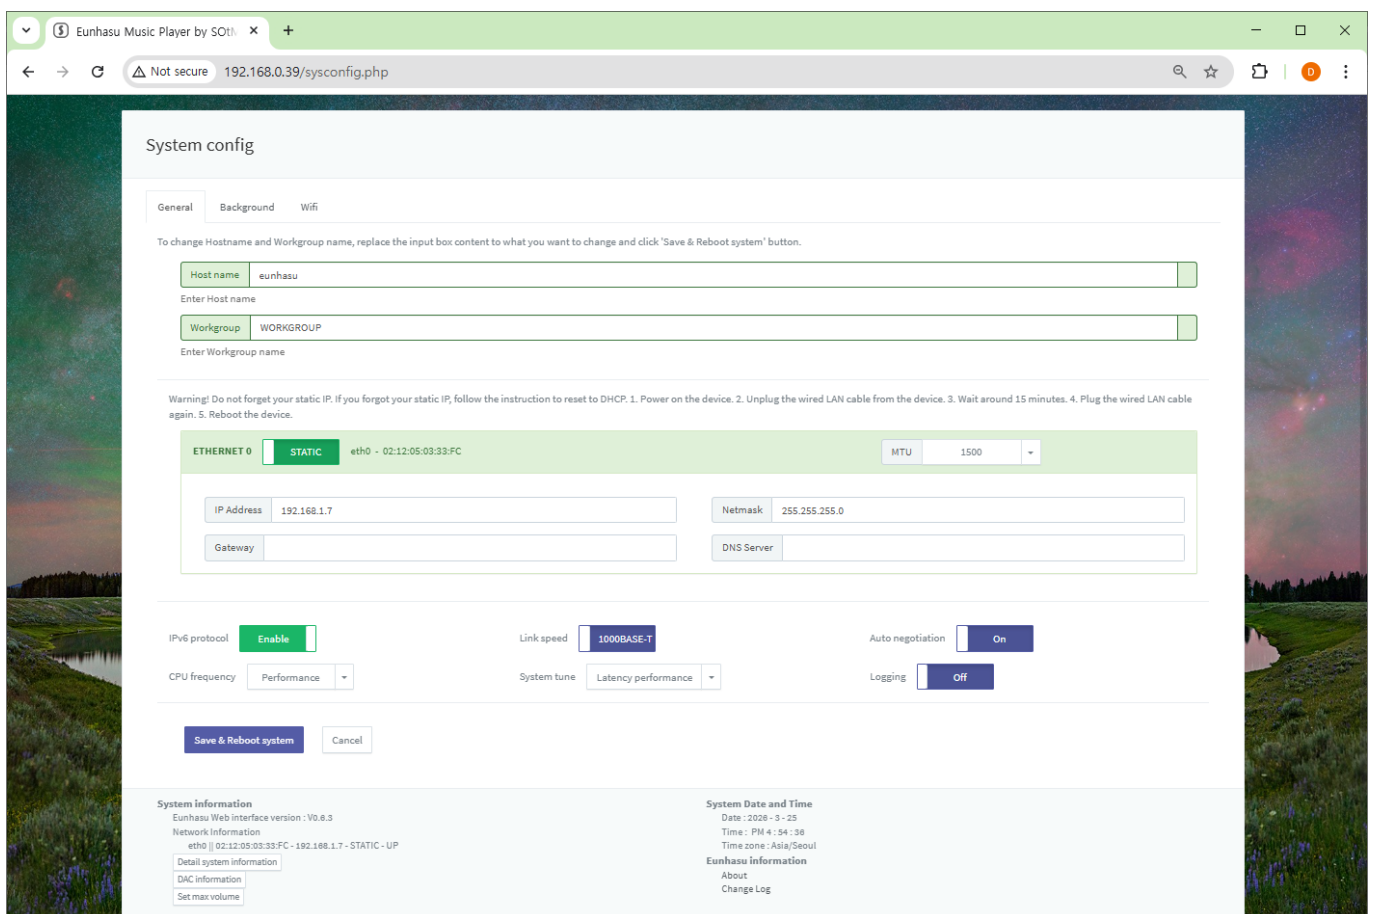 Eunhasu Music Player by SOtM
Not secure
192.168.0.39/sysconfig.php
D
System config
General
Background
Wifi
To change Hostname and Workgroup name, replace the input box content to what you want to change and click 'Save & Reboot system' button.
Host name
eunhasu
Enter Host name
Workgroup
WORKGROUP
Enter Workgroup name
Warning! Do not forget your static IP. If you forgot your static IP, follow the instruction to reset to DHCP. 1. Power on the device. 2. Unplug the wired LAN cable from the device. 3. Wait around 15 minutes. 4. Plug the wired LAN cable
again. 5. Reboot the device.
ETHERNET 0
STATIC
eth0 - 02:12:05:03:33:FC
MTU
1500
IP Address
192.168.1.7
Netmask
255.255.255.0
Gateway
DNS Server
IPv6 protocol
Enable
Link speed
1000BASE-T
Auto negotiation
On
CPU frequency
Performance
System tune
Latency performance
Logging
Off
Save & Reboot system
Cancel
System information
Eunhasu Web interface version : V0.6.3
Network Information
eth0 || 02:12:05:03:33:FC - 192.168.1.7 - STATIC - UP
Detail system information
DAC information
Set max volume
System Date and Time
Date : 2026 - 3 - 25
Time : PM 4 : 54 : 36
Time zone : Asia/Seoul
Eunhasu information
About
Change Log